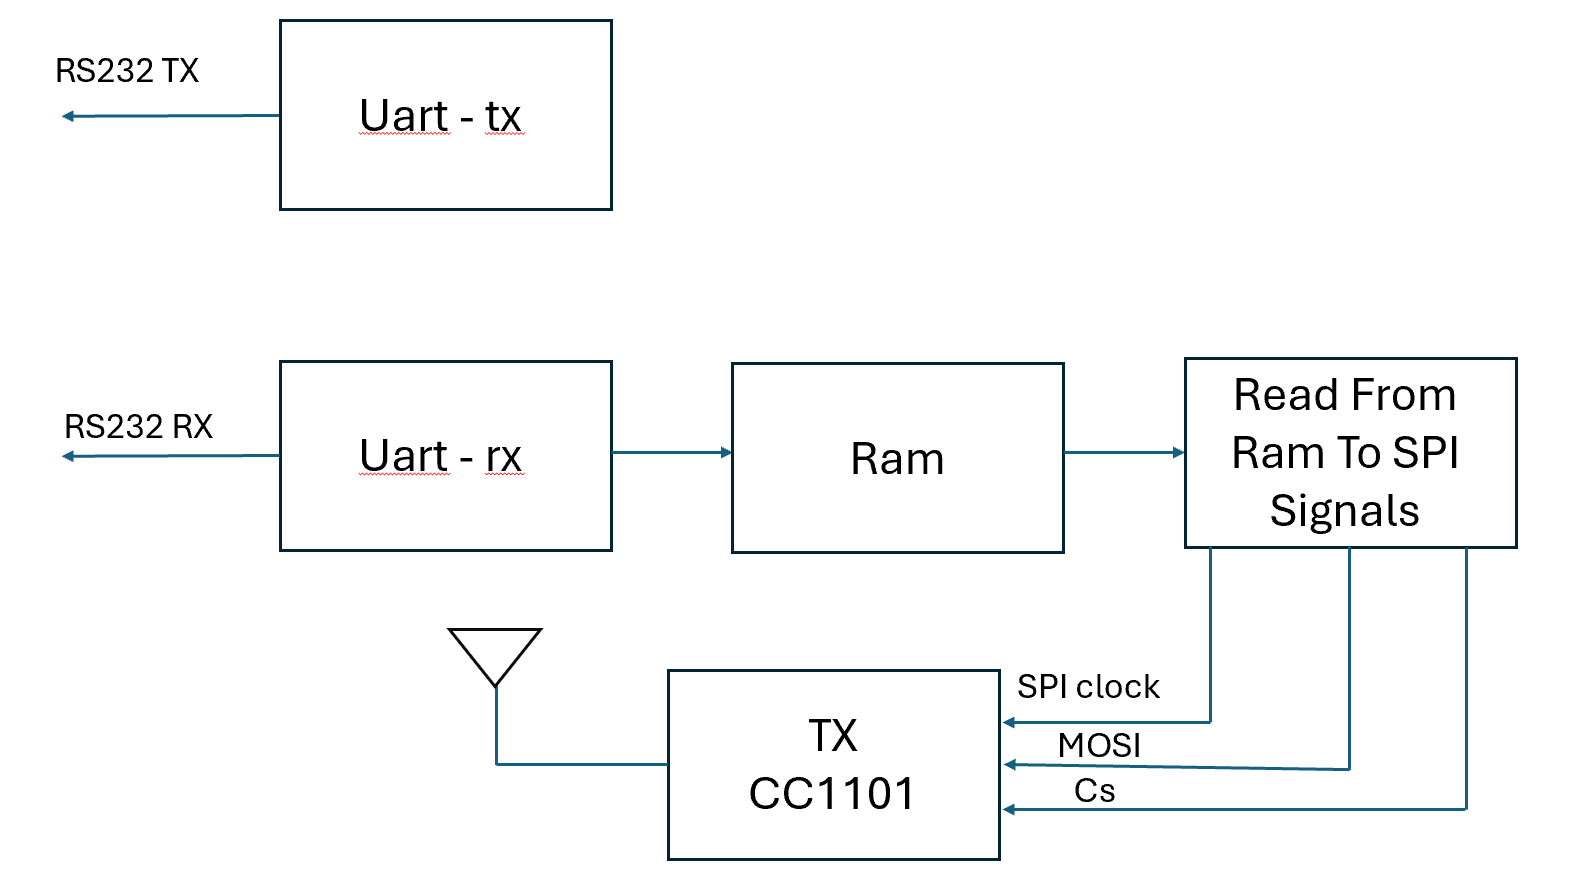 RS232 TX
Uart - tx
RS232 RX
Uart - rx
Ram
Read From
Ram To SPI
Signals
SPI clock
MOSI
Cs
TX
CC1101